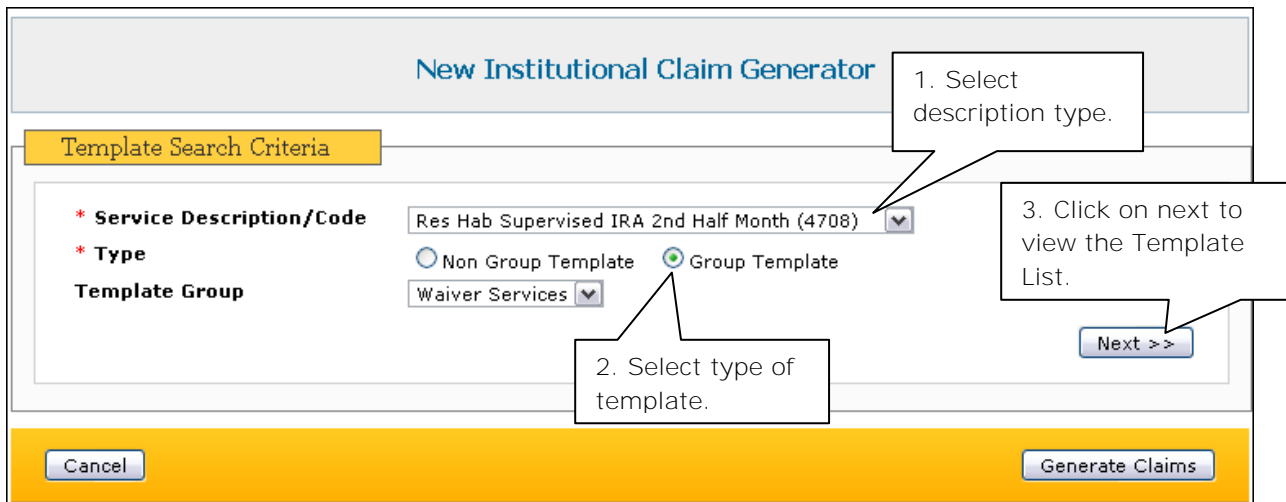 New Institutional Claim Generator
1. Select
description type.
Template Search Criteria
* Service Description/Code
Res Hab Supervised IRA 2nd Half Month (4708)
* Type
Non Group Template
Group Template
Template Group
Waiver Services
3. Click on next to
view the Template
List.
Next >>
2. Select type of
template.
Cancel
Generate Claims